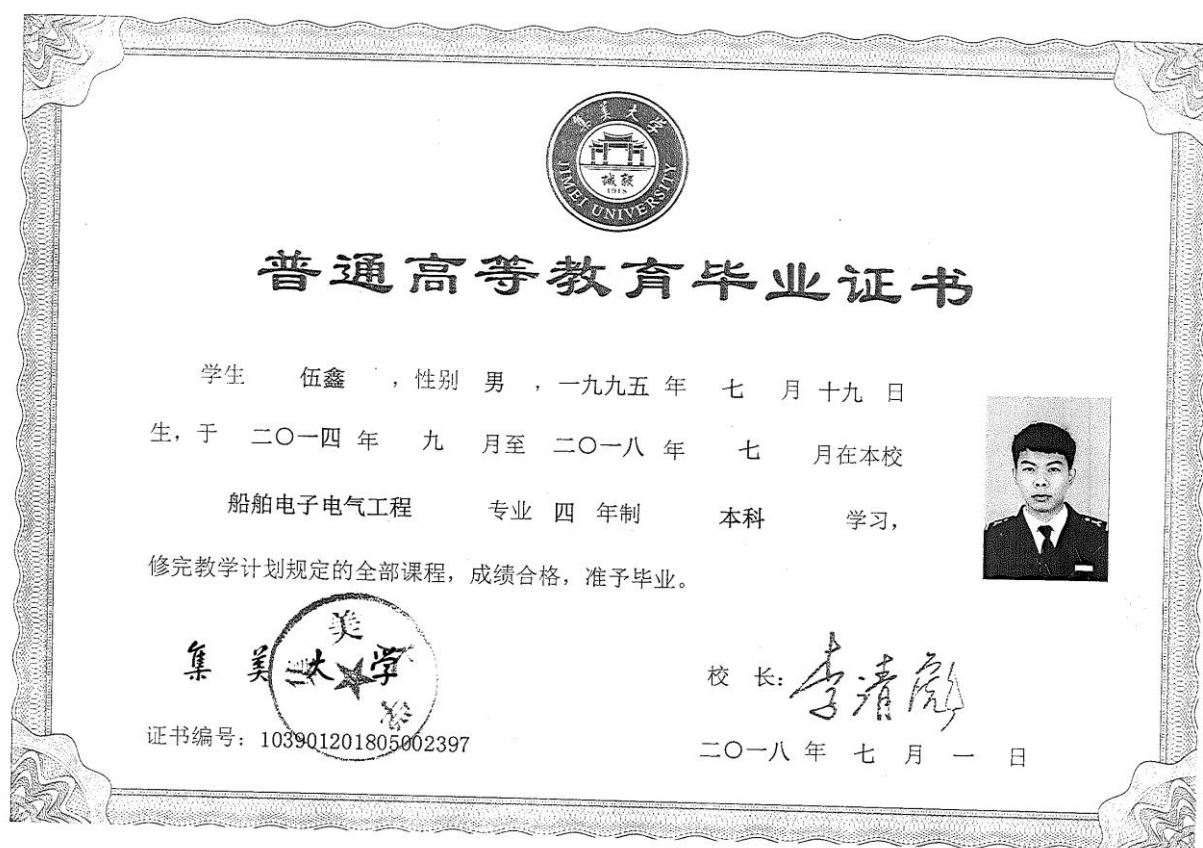 集美大学
诚毅
1918
JIMEI UNIVERSITY
普通高等教育毕业证书
学生 伍鑫 ，性别 男 ，一九九五 年 七 月 十九 日
生，于 二〇一四 年 九 月至 二〇一八 年 七 月在本校
船舶电子电气工程 专业 四 年制 本科 学习，
修完教学计划规定的全部课程，成绩合格，准予毕业。
集美大学
校 长：李清彪
证书编号：103901201805002397
二〇一八 年 七 月 一 日